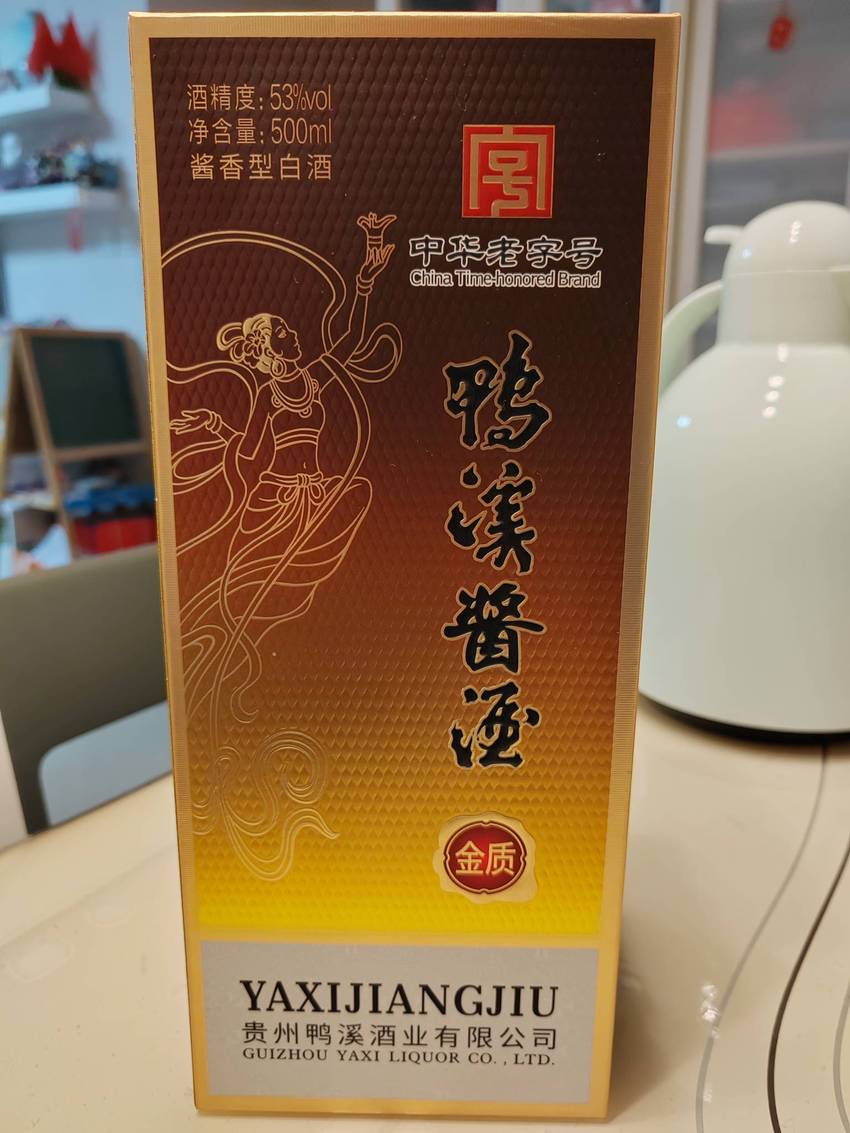 酒精度：53%vol
净含量：500ml
酱香型白酒
号
中华老字号
China Time-honored Brand
鸭溪酱酒
金质
YAXIJIANGJIU
贵州鸭溪酒业有限公司
GUIZHOU YAXI LIQUOR CO., LTD.